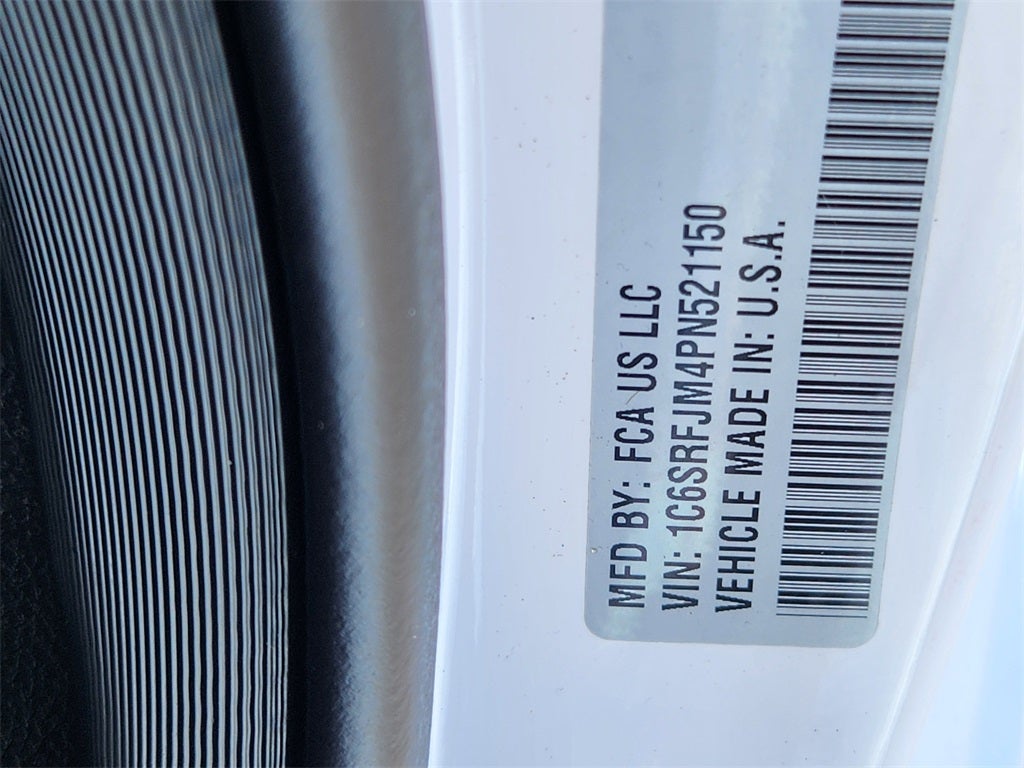 MFD BY: FCA US LLC
VIN: 1C6SRFJM4PN521150
VEHICLE MADE IN: U.S.A.